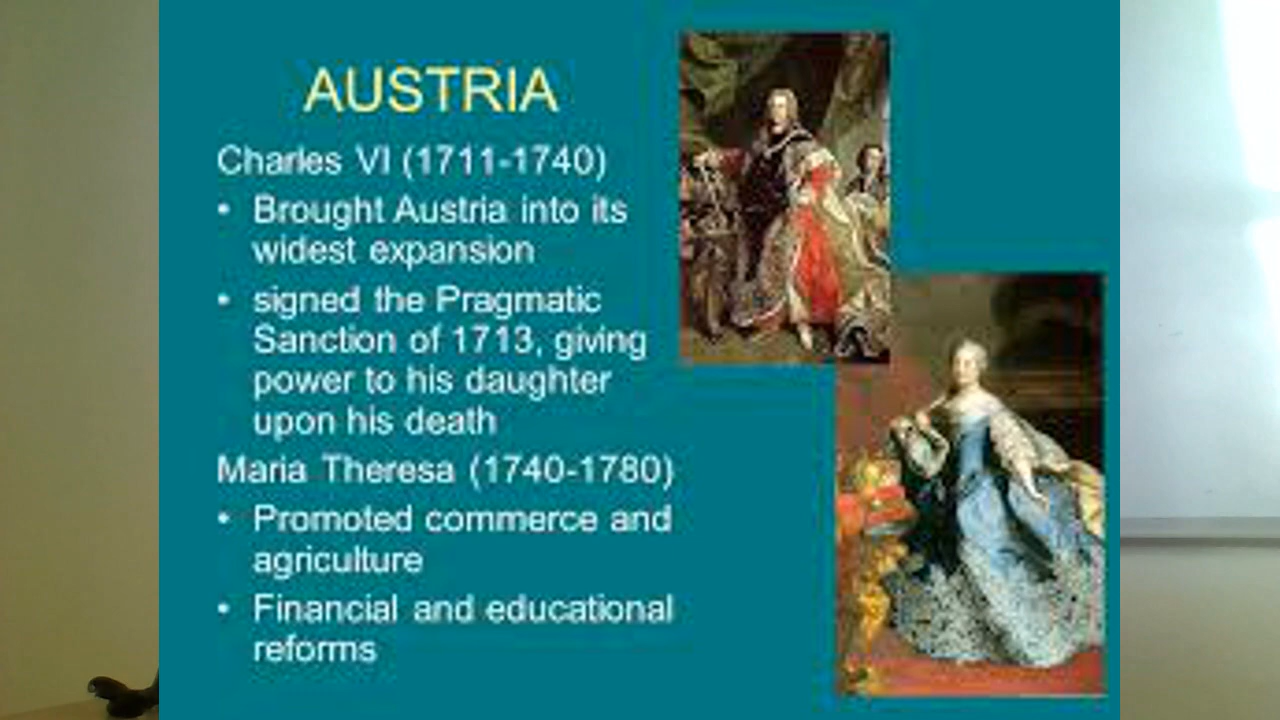 AUSTRIA
Charles VI (1711-1740)
• Brought Austria into its
widest expansion
• signed the Pragmatic
Sanction of 1713, giving
power to his daughter
upon his death
Maria Theresa (1740-1780)
• Promoted commerce and
agriculture
• Financial and educational
reforms